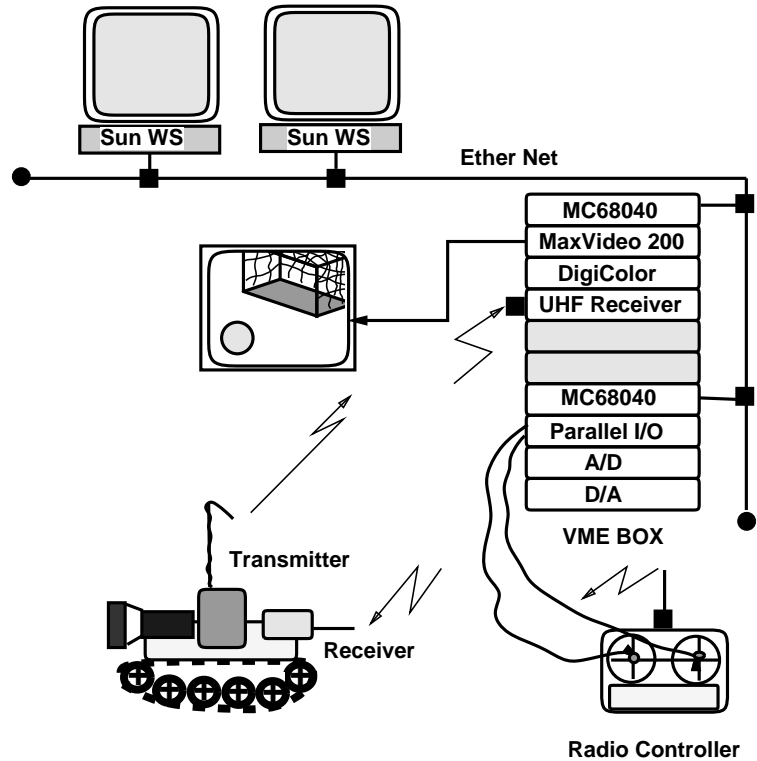 Sun WS
Sun WS
Ether Net
MC68040
MaxVideo 200
DigiColor
UHF Receiver
MC68040
Parallel I/O
A/D
D/A
VME BOX
Transmitter
Receiver
Radio Controller